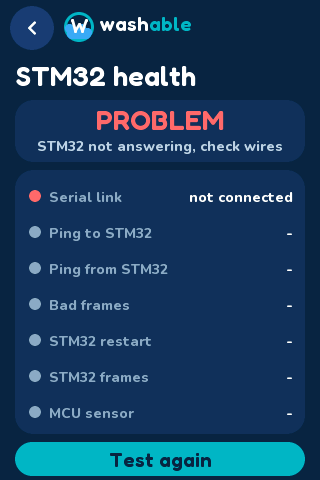 washable
STM32 health
PROBLEM
STM32 not answering, check wires
Serial link not connected
Ping to STM32 -
Ping from STM32 -
Bad frames -
STM32 restart -
STM32 frames -
MCU sensor -
Test again